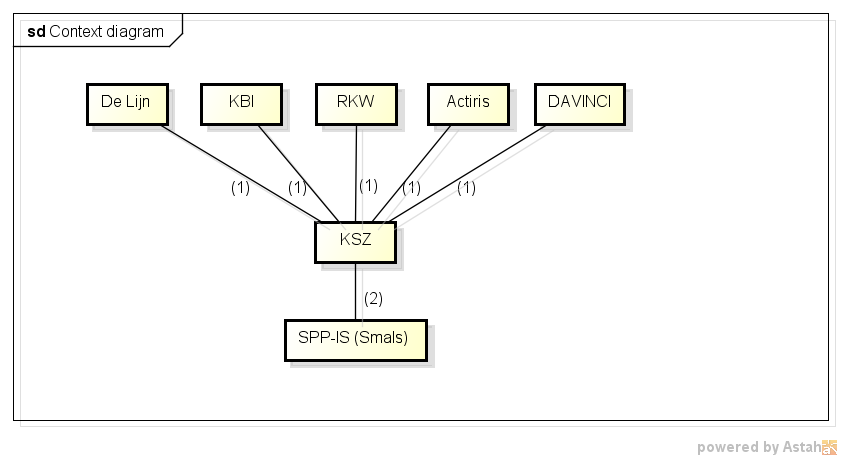 sd Context diagram
De Lijn
KBI
RKW
Actiris
DAVINCI
(1)
(1)
(1)
(1)
(1)
KSZ
(2)
SPP-IS (Smals)
powered by Astah